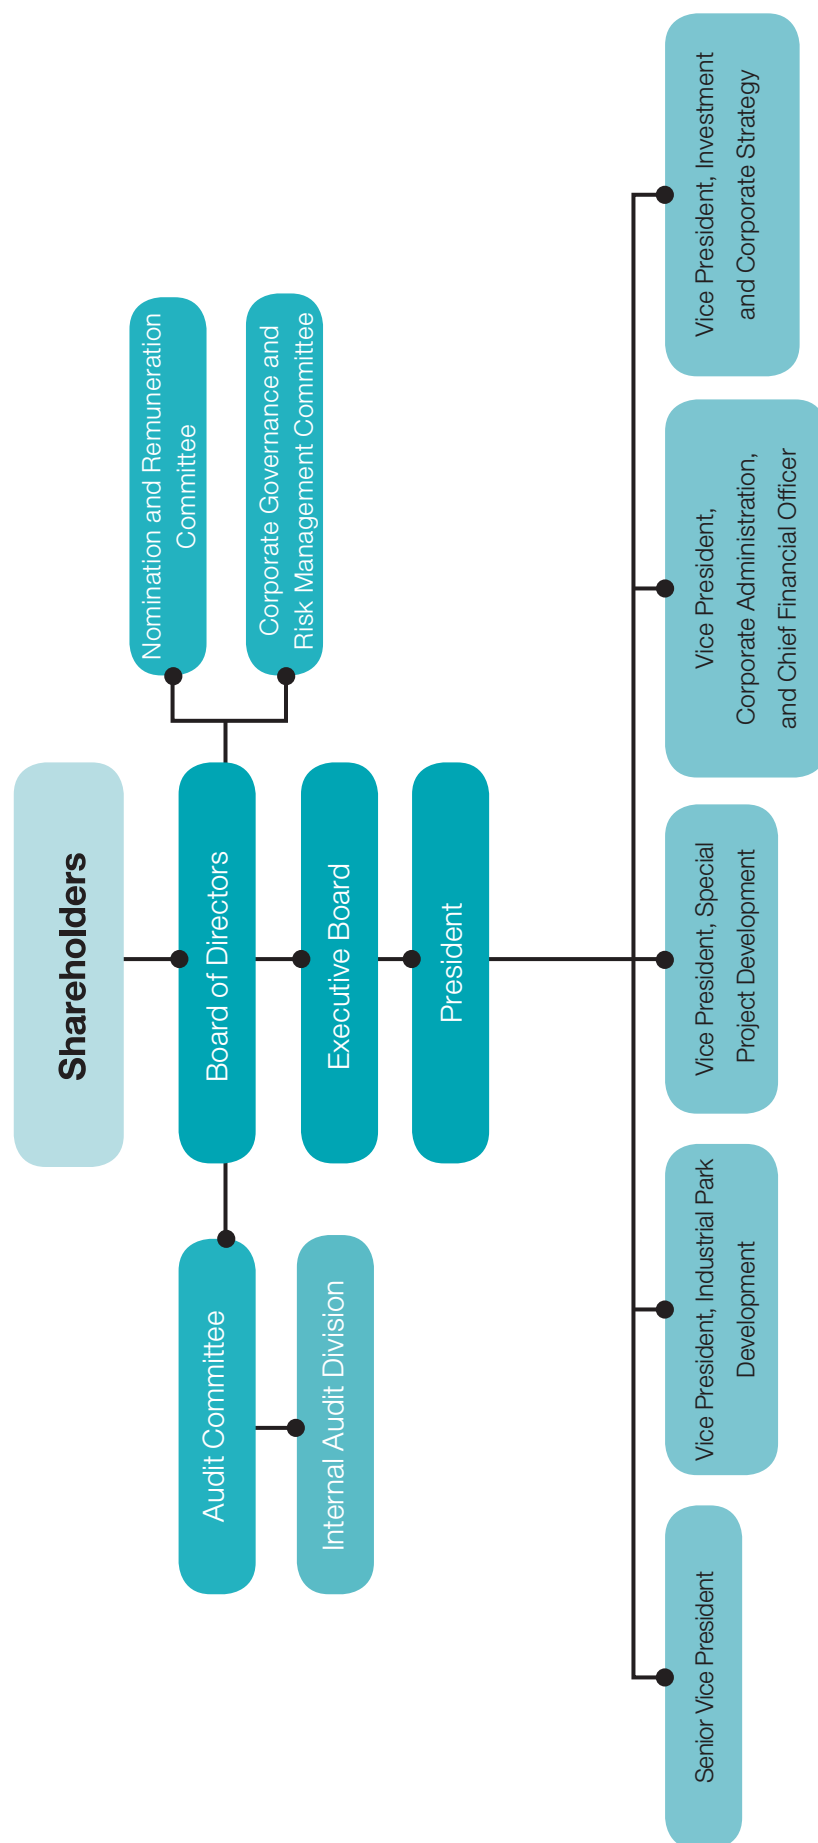 Shareholders
Nomination and Remuneration
Committee
Board of Directors
Audit Committee
Corporate Governance and
Risk Management Committee
Internal Audit Division
Executive Board
President
Senior Vice President
Vice President, Industrial Park
Development
Vice President, Special
Project Development
Vice President,
Corporate Administration,
and Chief Financial Officer
Vice President, Investment
and Corporate Strategy